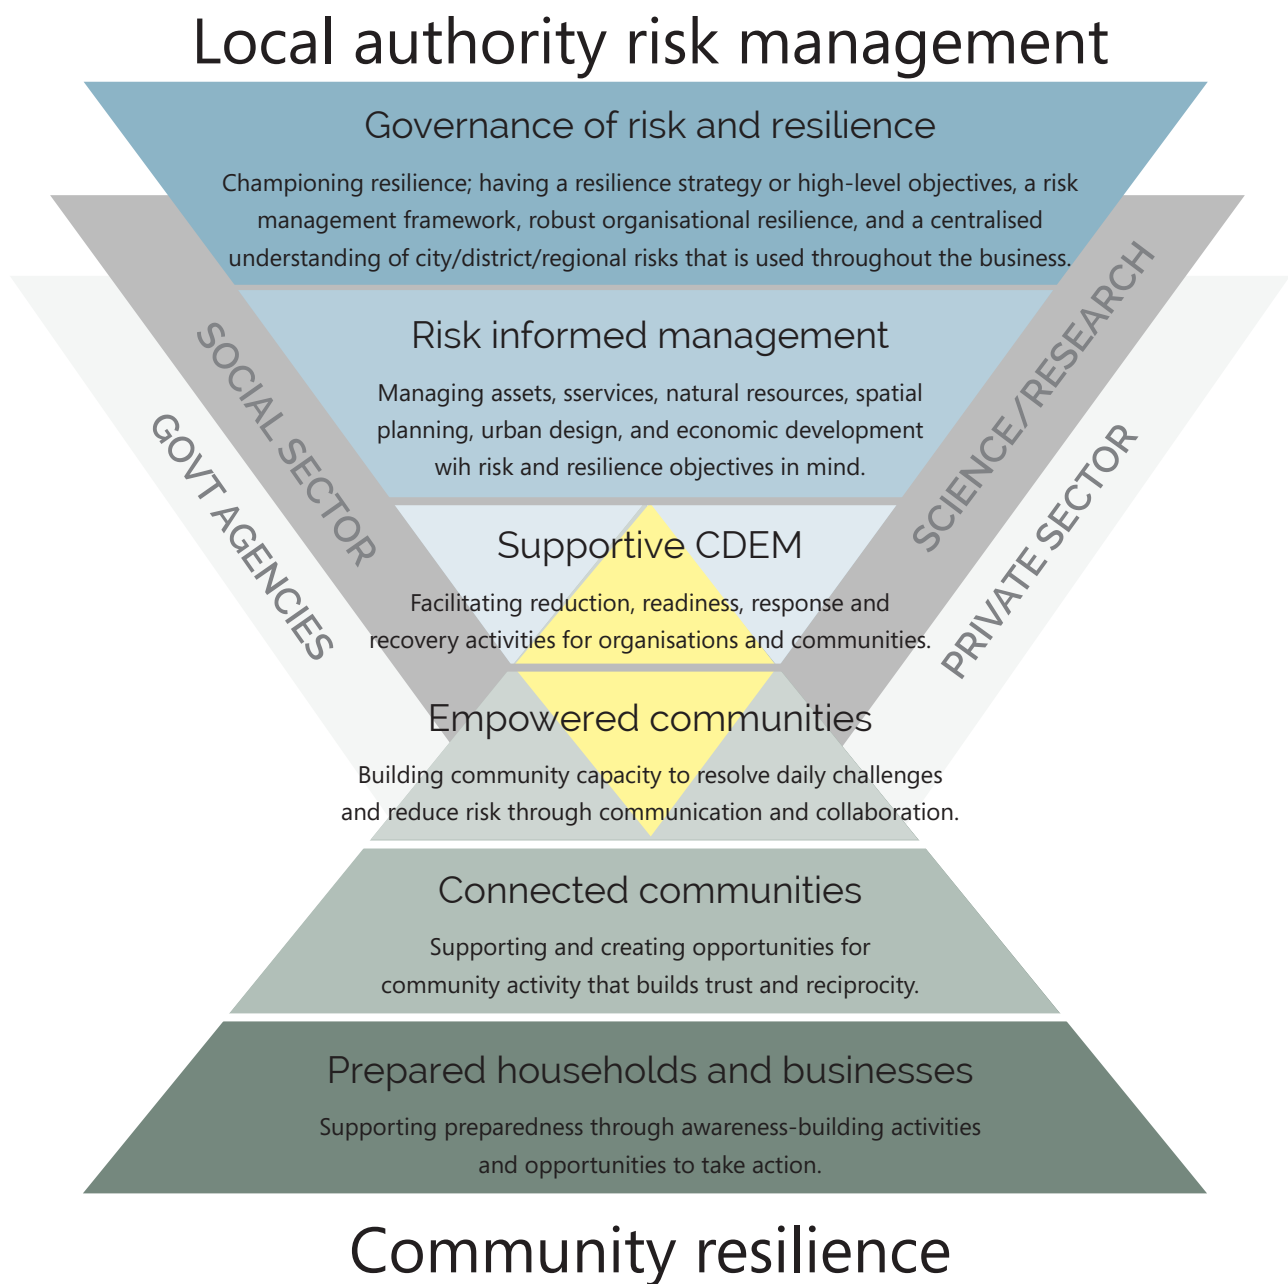 Local authority risk management
Governance of risk and resilience
Championing resilience; having a resilience strategy or high-level objectives, a risk
management framework, robust organisational resilience, and a centralised
understanding of city/district/regional risks that is used throughout the business.
Risk informed management
Managing assets, sservices, natural resources, spatial
planning, urban design, and economic development
wih risk and resilience objectives in mind.
SOCIAL SECTOR
GOVT AGENCIES
SCIENCE/RESEARCH
PRIVATE SECTOR
Supportive CDEM
Facilitating reduction, readiness, response and
recovery activities for organisations and communities.
Empowered communities
Building community capacity to resolve daily challenges
and reduce risk through communication and collaboration.
Connected communities
Supporting and creating opportunities for
community activity that builds trust and reciprocity.
Prepared households and businesses
Supporting preparedness through awareness-building activities
and opportunities to take action.
Community resilience